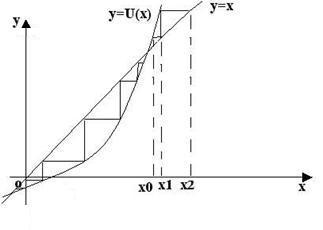 y
y=U(x)
y=x
o
x0 x1 x2
x